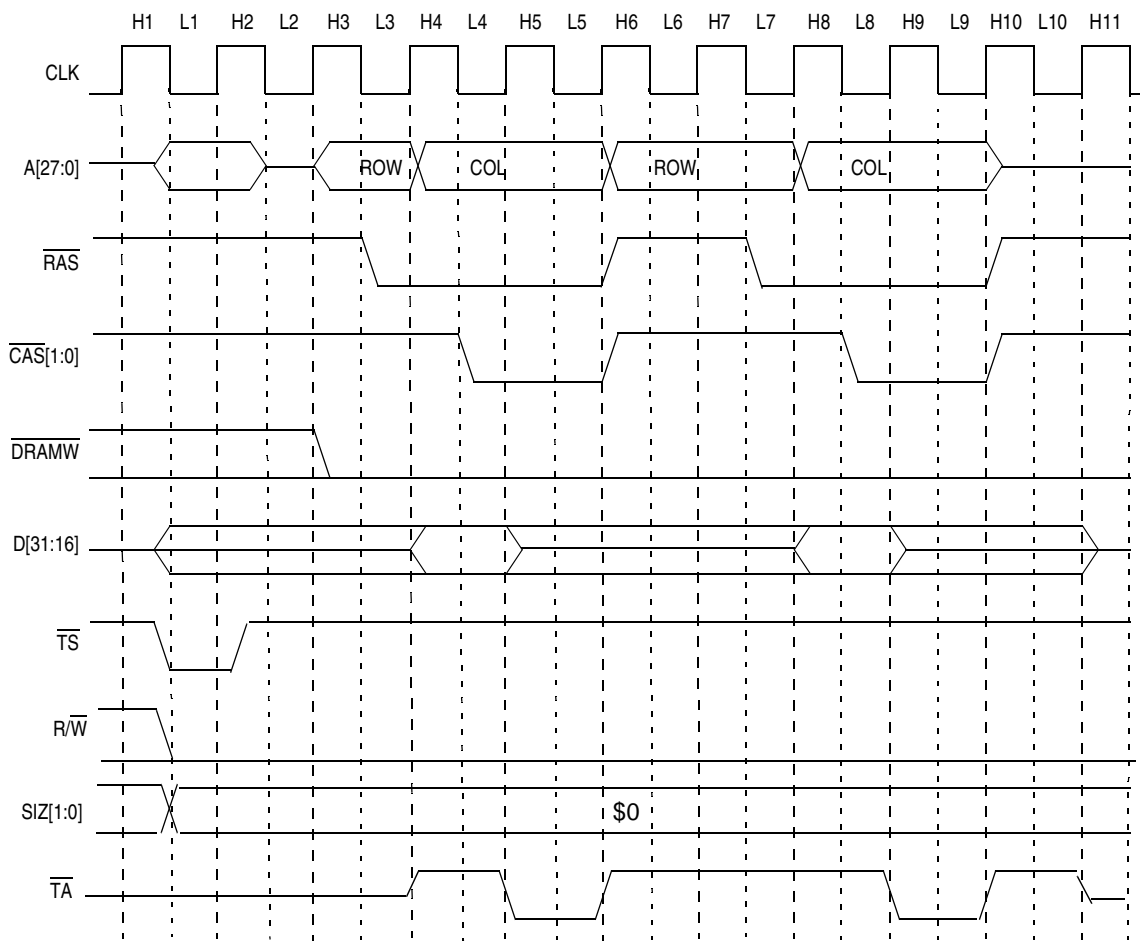 H1 L1 H2 L2 H3 L3 H4 L4 H5 L5 H6 L6 H7 L7 H8 L8 H9 L9 H10 L10 H11
CLK
A[27:0] ROW COL ROW COL
RAS
CAS[1:0]
DRAMW
D[31:16]
TS
R/W
SIZ[1:0] $0
TA